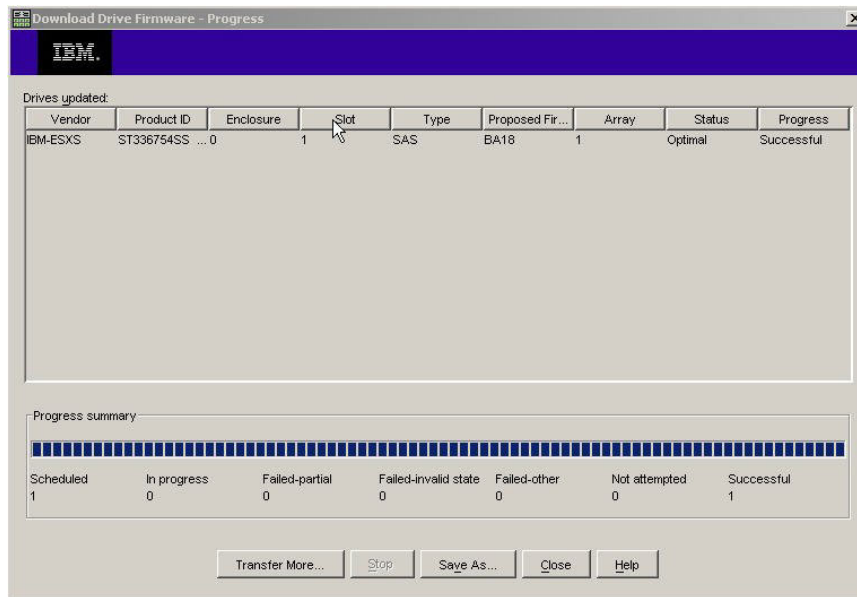 Download Drive Firmware - Progress
IBM.
Drives updated:
Vendor Product ID Enclosure Slot Type Proposed Fir... Array Status Progress
IBM-ESXS ST336754SS ... 0 1 SAS BA18 1 Optimal Successful
Progress summary
Scheduled In progress Failed-partial Failed-invalid state Failed-other Not attempted Successful
1 0 0 0 0 0 1
Transfer More... Stop Save As... Close Help